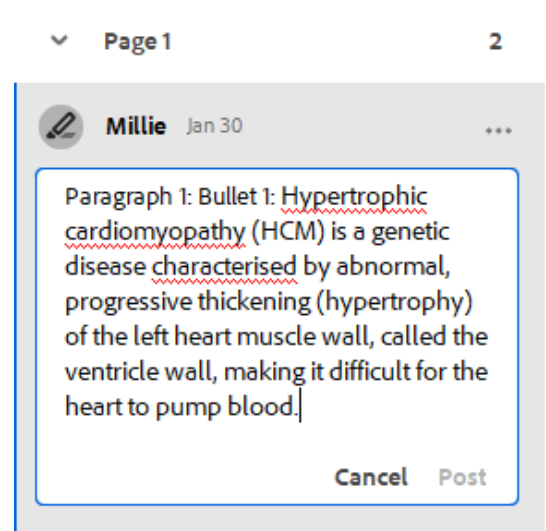 Page 1 2
Millie Jan 30
Paragraph 1: Bullet 1: Hypertrophic
cardiomyopathy (HCM) is a genetic
disease characterised by abnormal,
progressive thickening (hypertrophy)
of the left heart muscle wall, called the
ventricle wall, making it difficult for the
heart to pump blood.
Cancel Post